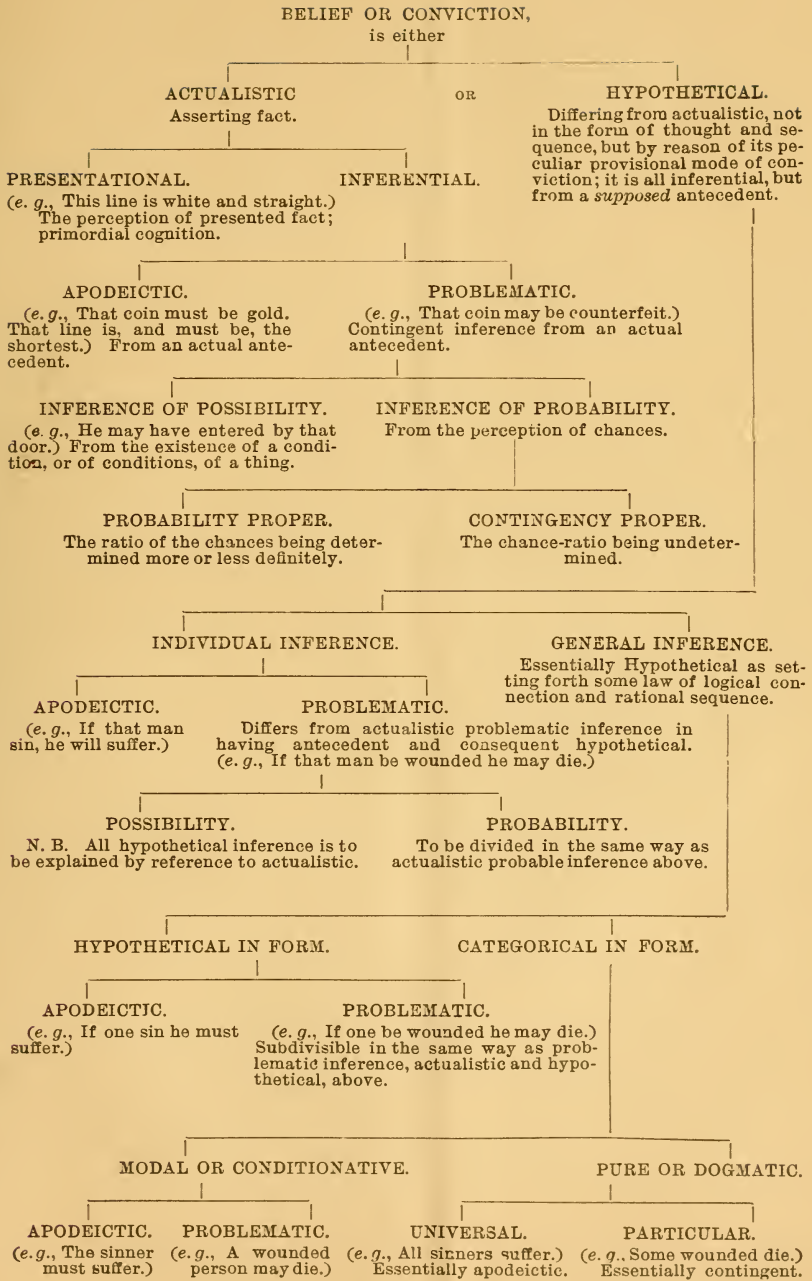 BELIEF OR CONVICTION,
is either
ACTUALISTIC OR HYPOTHETICAL.
Asserting fact.
Differing from actualistic, not
in the form of thought and se-
quence, but by reason of its pe-
culiar provisional mode of con-
viction; it is all inferential, but
from a supposed antecedent.
PRESENTATIONAL. INFERENTIAL.
(e. g., This line is white and straight.)
The perception of presented fact;
primordial cognition.
APODEICTIC.
(e. g., That coin must be gold.
That line is, and must be, the
shortest.) From an actual ante-
cedent.
PROBLEMATIC.
(e. g., That coin may be counterfeit.)
Contingent inference from an actual
antecedent.
INFERENCE OF POSSIBILITY.
(e. g., He may have entered by that
door.) From the existence of a condi-
tion, or of conditions, of a thing.
INFERENCE OF PROBABILITY.
From the perception of chances.
PROBABILITY PROPER.
The ratio of the chances being deter-
mined more or less definitely.
CONTINGENCY PROPER.
The chance-ratio being undeter-
mined.
INDIVIDUAL INFERENCE.
GENERAL INFERENCE.
Essentially Hypothetical as set-
ting forth some law of logical con-
nection and rational sequence.
APODEICTIC.
(e. g., If that man
sin, he will suffer.)
PROBLEMATIC.
Differs from actualistic problematic inference in
having antecedent and consequent hypothetical.
(e. g., If that man be wounded he may die.)
POSSIBILITY.
N. B. All hypothetical inference is to
be explained by reference to actualistic.
PROBABILITY.
To be divided in the same way as
actualistic probable inference above.
HYPOTHETICAL IN FORM. CATEGORICAL IN FORM.
APODEICTIC.
(e. g., If one sin he must
suffer.)
PROBLEMATIC.
(e. g., If one be wounded he may die.)
Subdivisible in the same way as prob-
lematic inference, actualistic and hypo-
thetical, above.
MODAL OR CONDITIONATIVE. PURE OR DOGMATIC.
APODEICTIC.
(e. g., The sinner
must suffer.)
PROBLEMATIC.
(e. g., A wounded
person may die.)
UNIVERSAL.
(e. g., All sinners suffer.)
Essentially apodeictic.
PARTICULAR.
(e. g., Some wounded die.)
Essentially contingent.